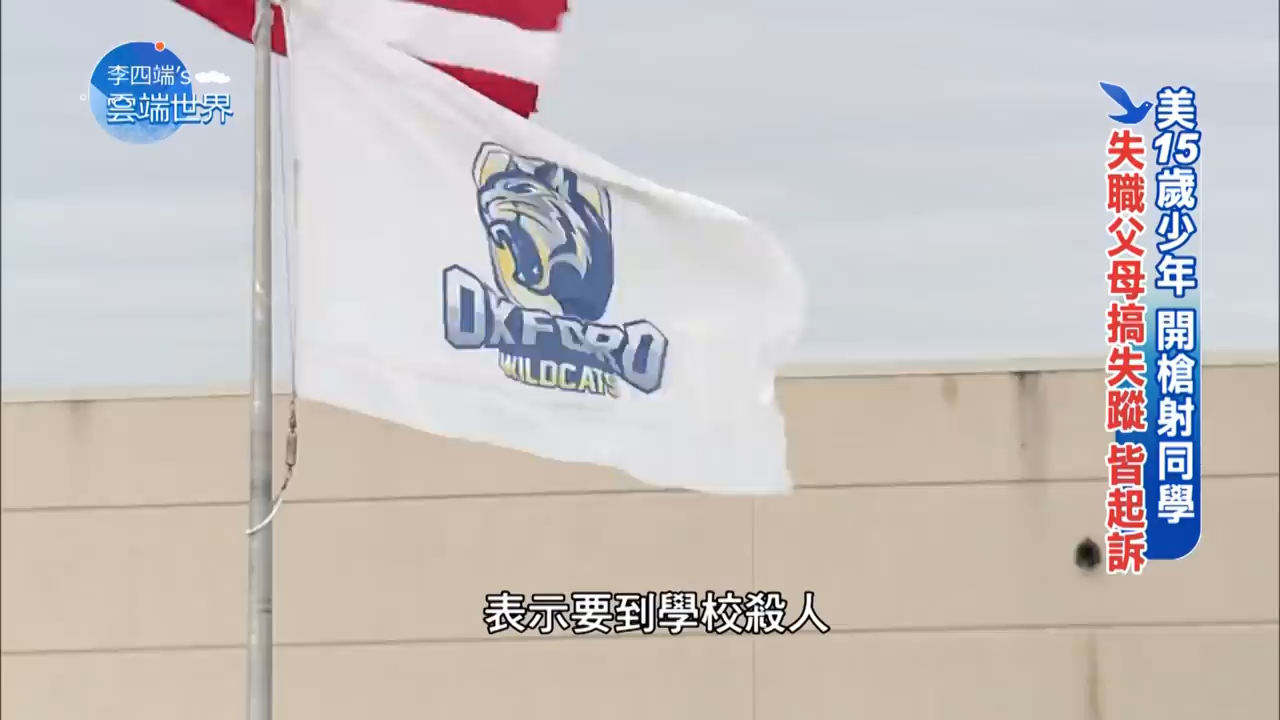 李四端's
雲端世界
美15歲少年 開槍射同學
失職父母搞失蹤 皆起訴
OXFORD
WILDCATS
表示要到學校殺人